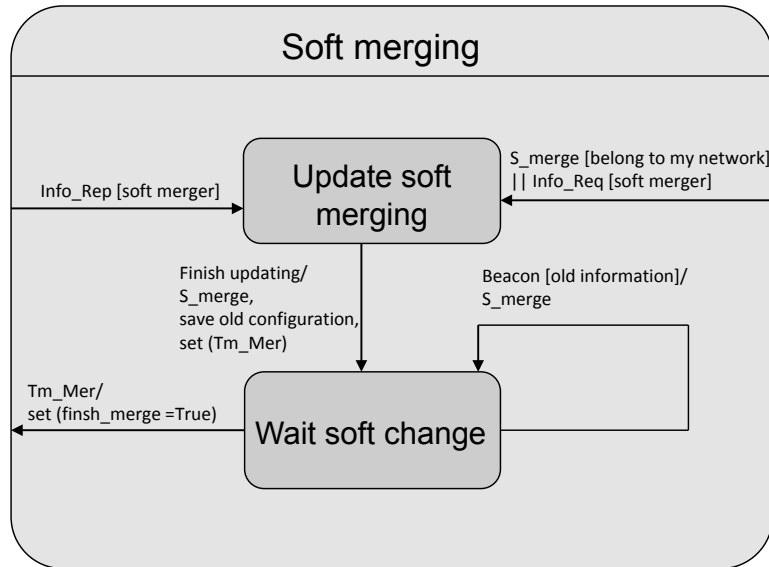 Soft merging
S_merge [belong to my network]
|| Info_Req [soft merger]
Info_Rep [soft merger]
Update soft
merging
Finish updating/
S_merge,
save old configuration,
set (Tm_Mer)
Beacon [old information]/
S_merge
Tm_Mer/
set (finsh_merge =True)
Wait soft change